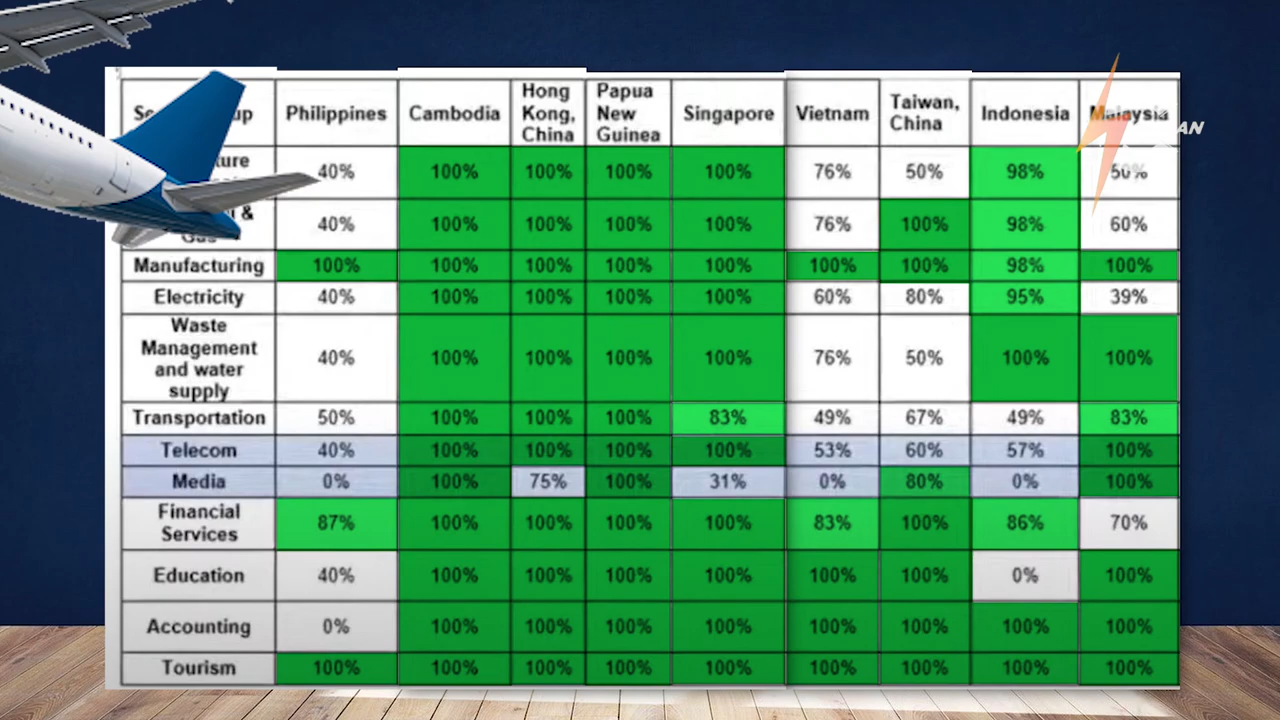 Philippines Cambodia Hong Kong, China Papua New Guinea Singapore Vietnam Taiwan, China Indonesia Malaysia
40% 100% 100% 100% 100% 76% 50% 98% 50%
& 40% 100% 100% 100% 100% 76% 100% 98% 60%
Manufacturing 100% 100% 100% 100% 100% 100% 100% 98% 100%
Electricity 40% 100% 100% 100% 100% 60% 80% 95% 39%
Waste Management and water supply 40% 100% 100% 100% 100% 76% 50% 100% 100%
Transportation 50% 100% 100% 100% 83% 49% 67% 49% 83%
Telecom 40% 100% 100% 100% 100% 53% 60% 57% 100%
Media 0% 100% 75% 100% 31% 0% 80% 0% 100%
Financial Services 87% 100% 100% 100% 100% 83% 100% 86% 70%
Education 40% 100% 100% 100% 100% 100% 100% 0% 100%
Accounting 0% 100% 100% 100% 100% 100% 100% 100% 100%
Tourism 100% 100% 100% 100% 100% 100% 100% 100% 100%